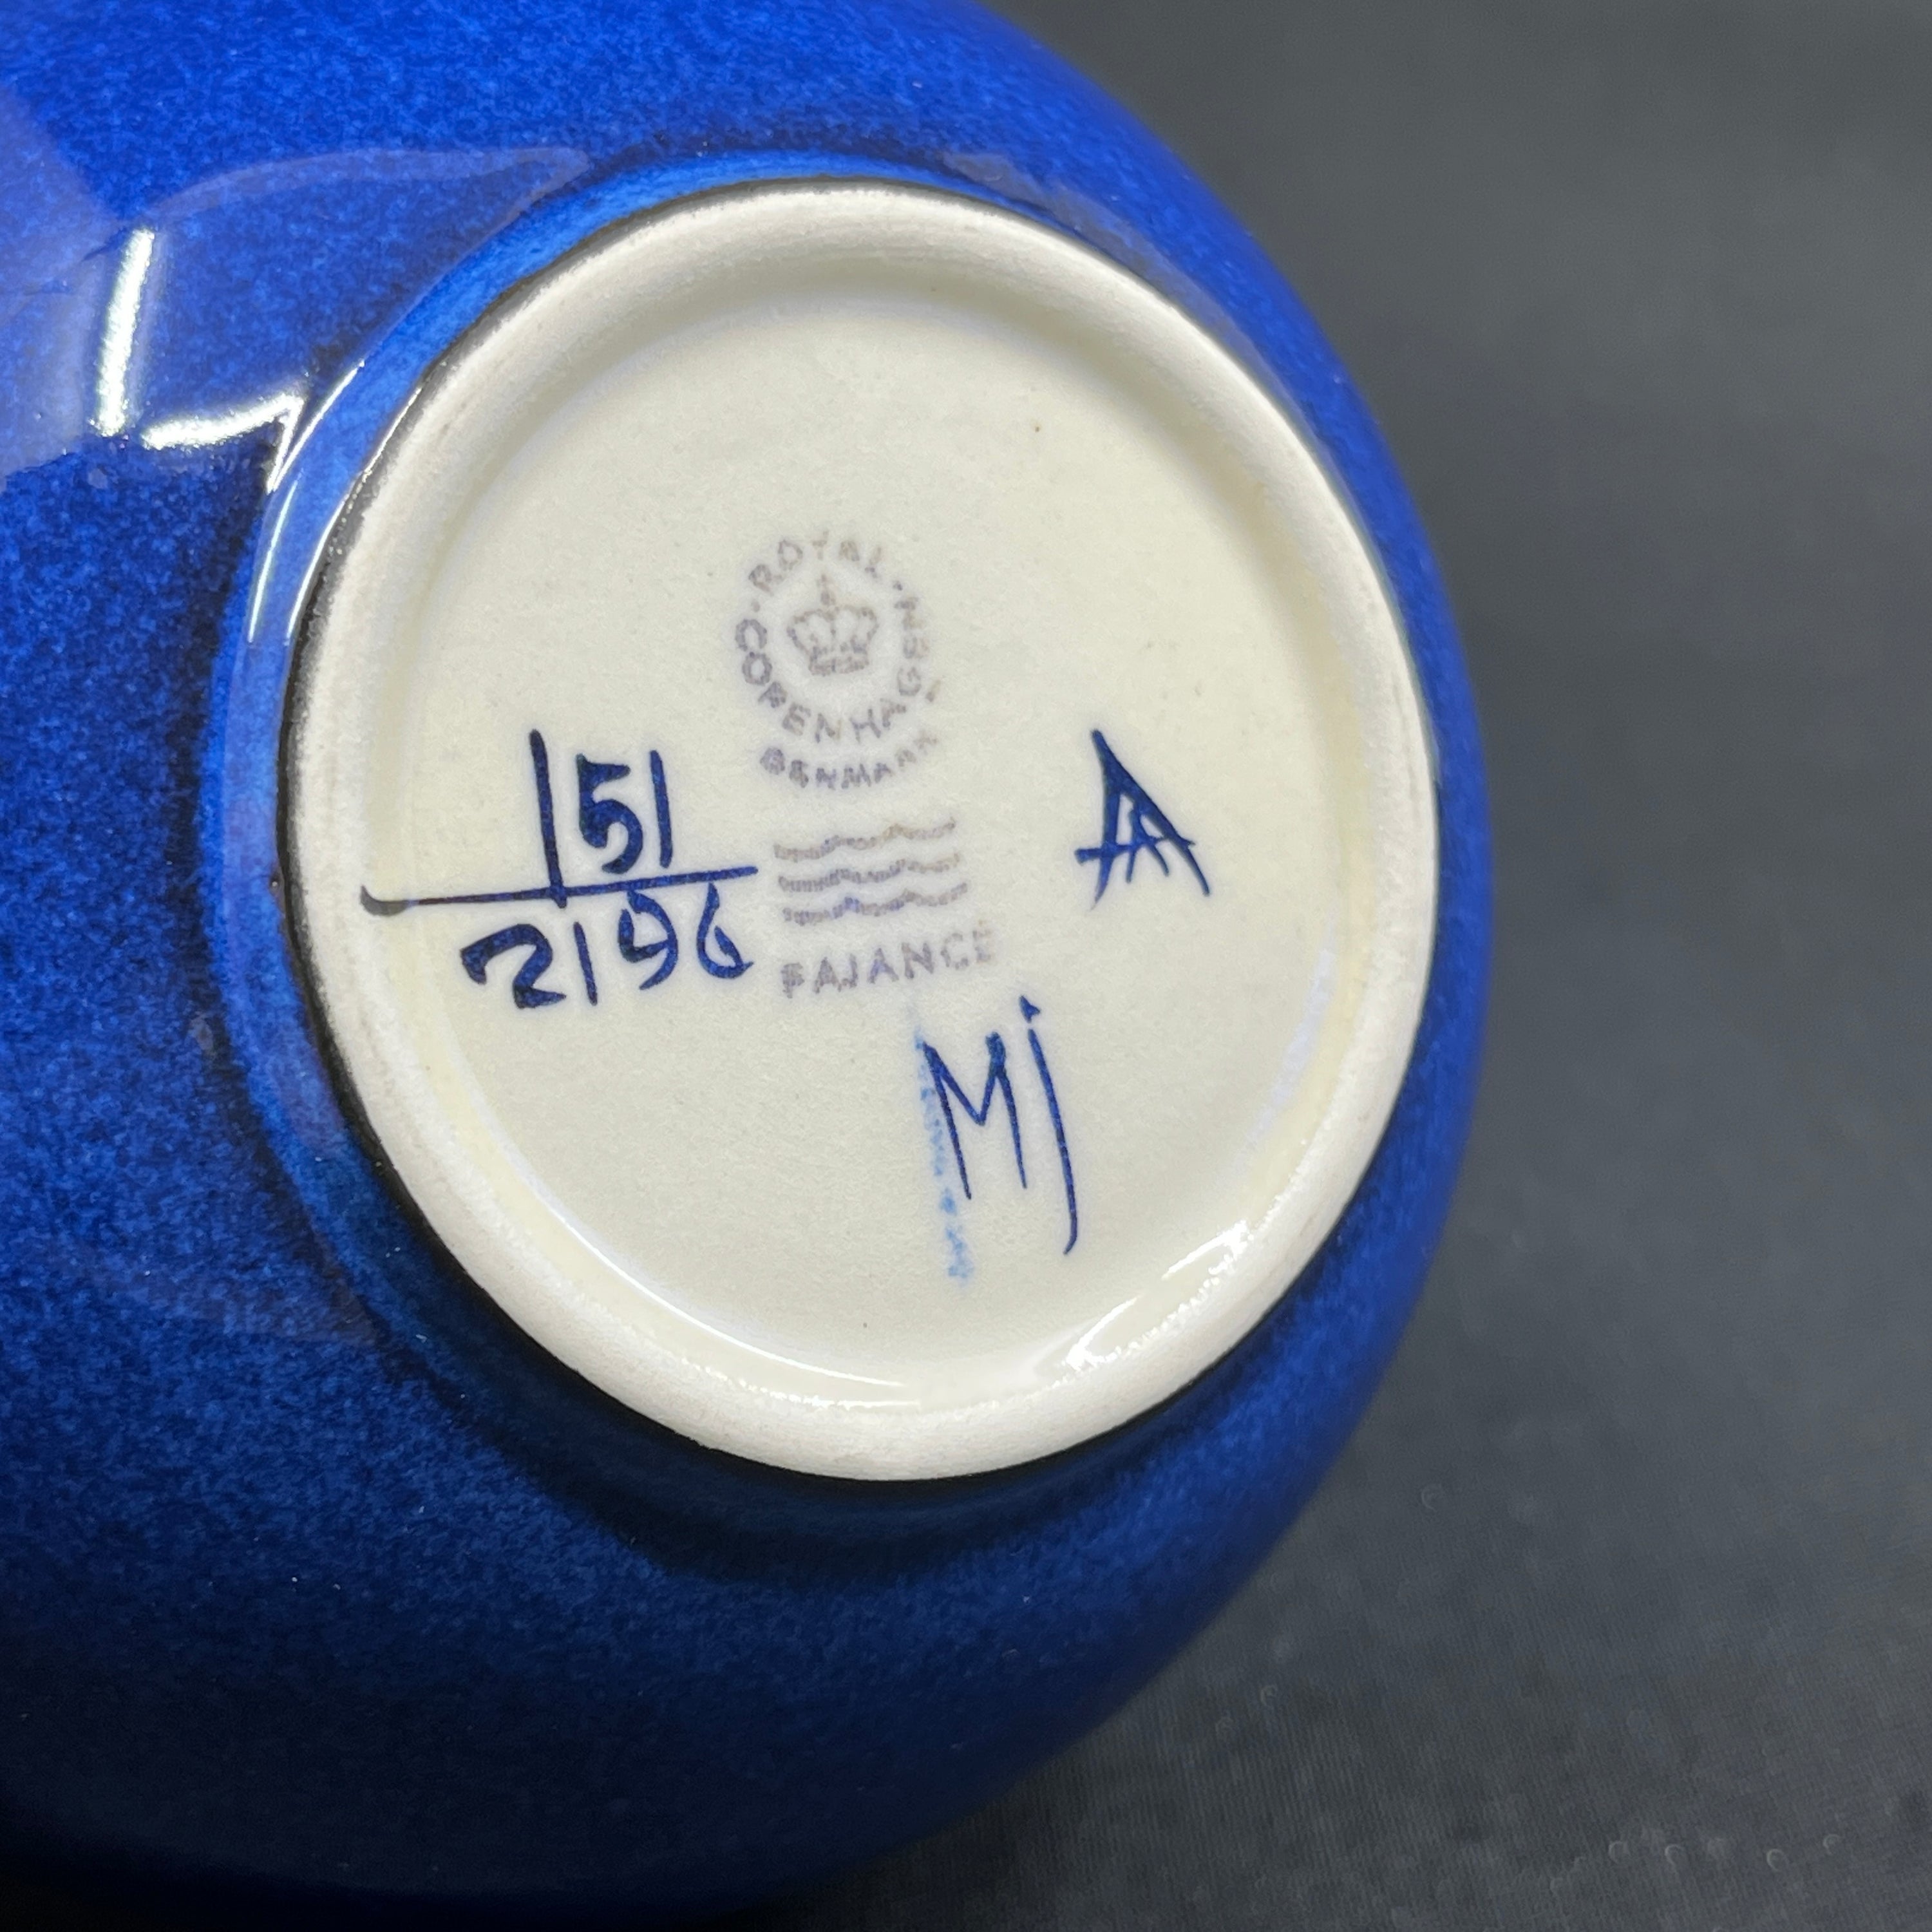 ROYAL
COPENHAGEN
DENMARK
151
2196
FAJANCE
Mj